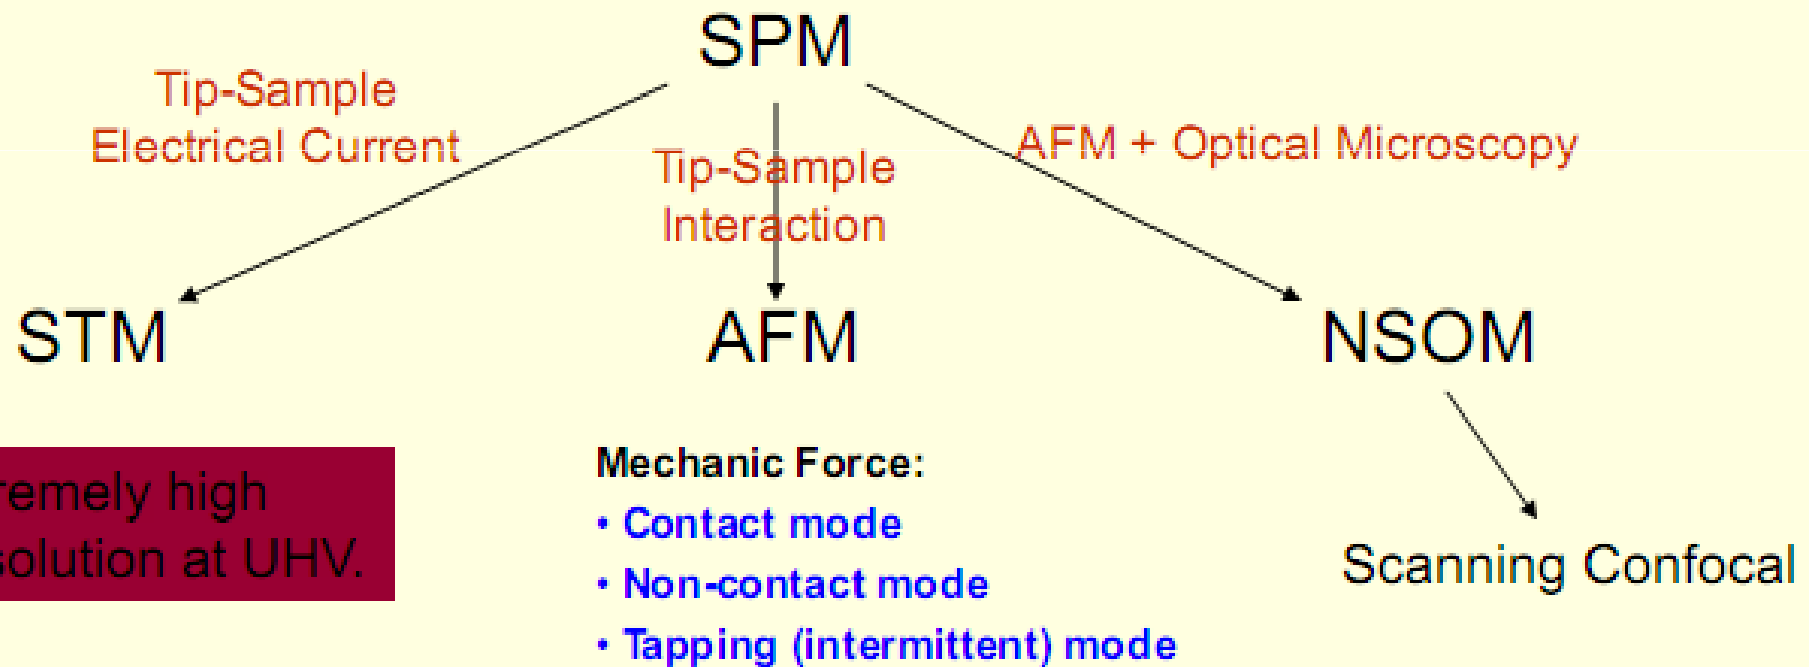 SPM
Tip-Sample
Electrical Current
Tip-Sample
Interaction
AFM + Optical Microscopy
STM
AFM
NSOM
remely high
solution at UHV.
Mechanic Force:
• Contact mode
• Non-contact mode
• Tapping (intermittent) mode
Scanning Confocal